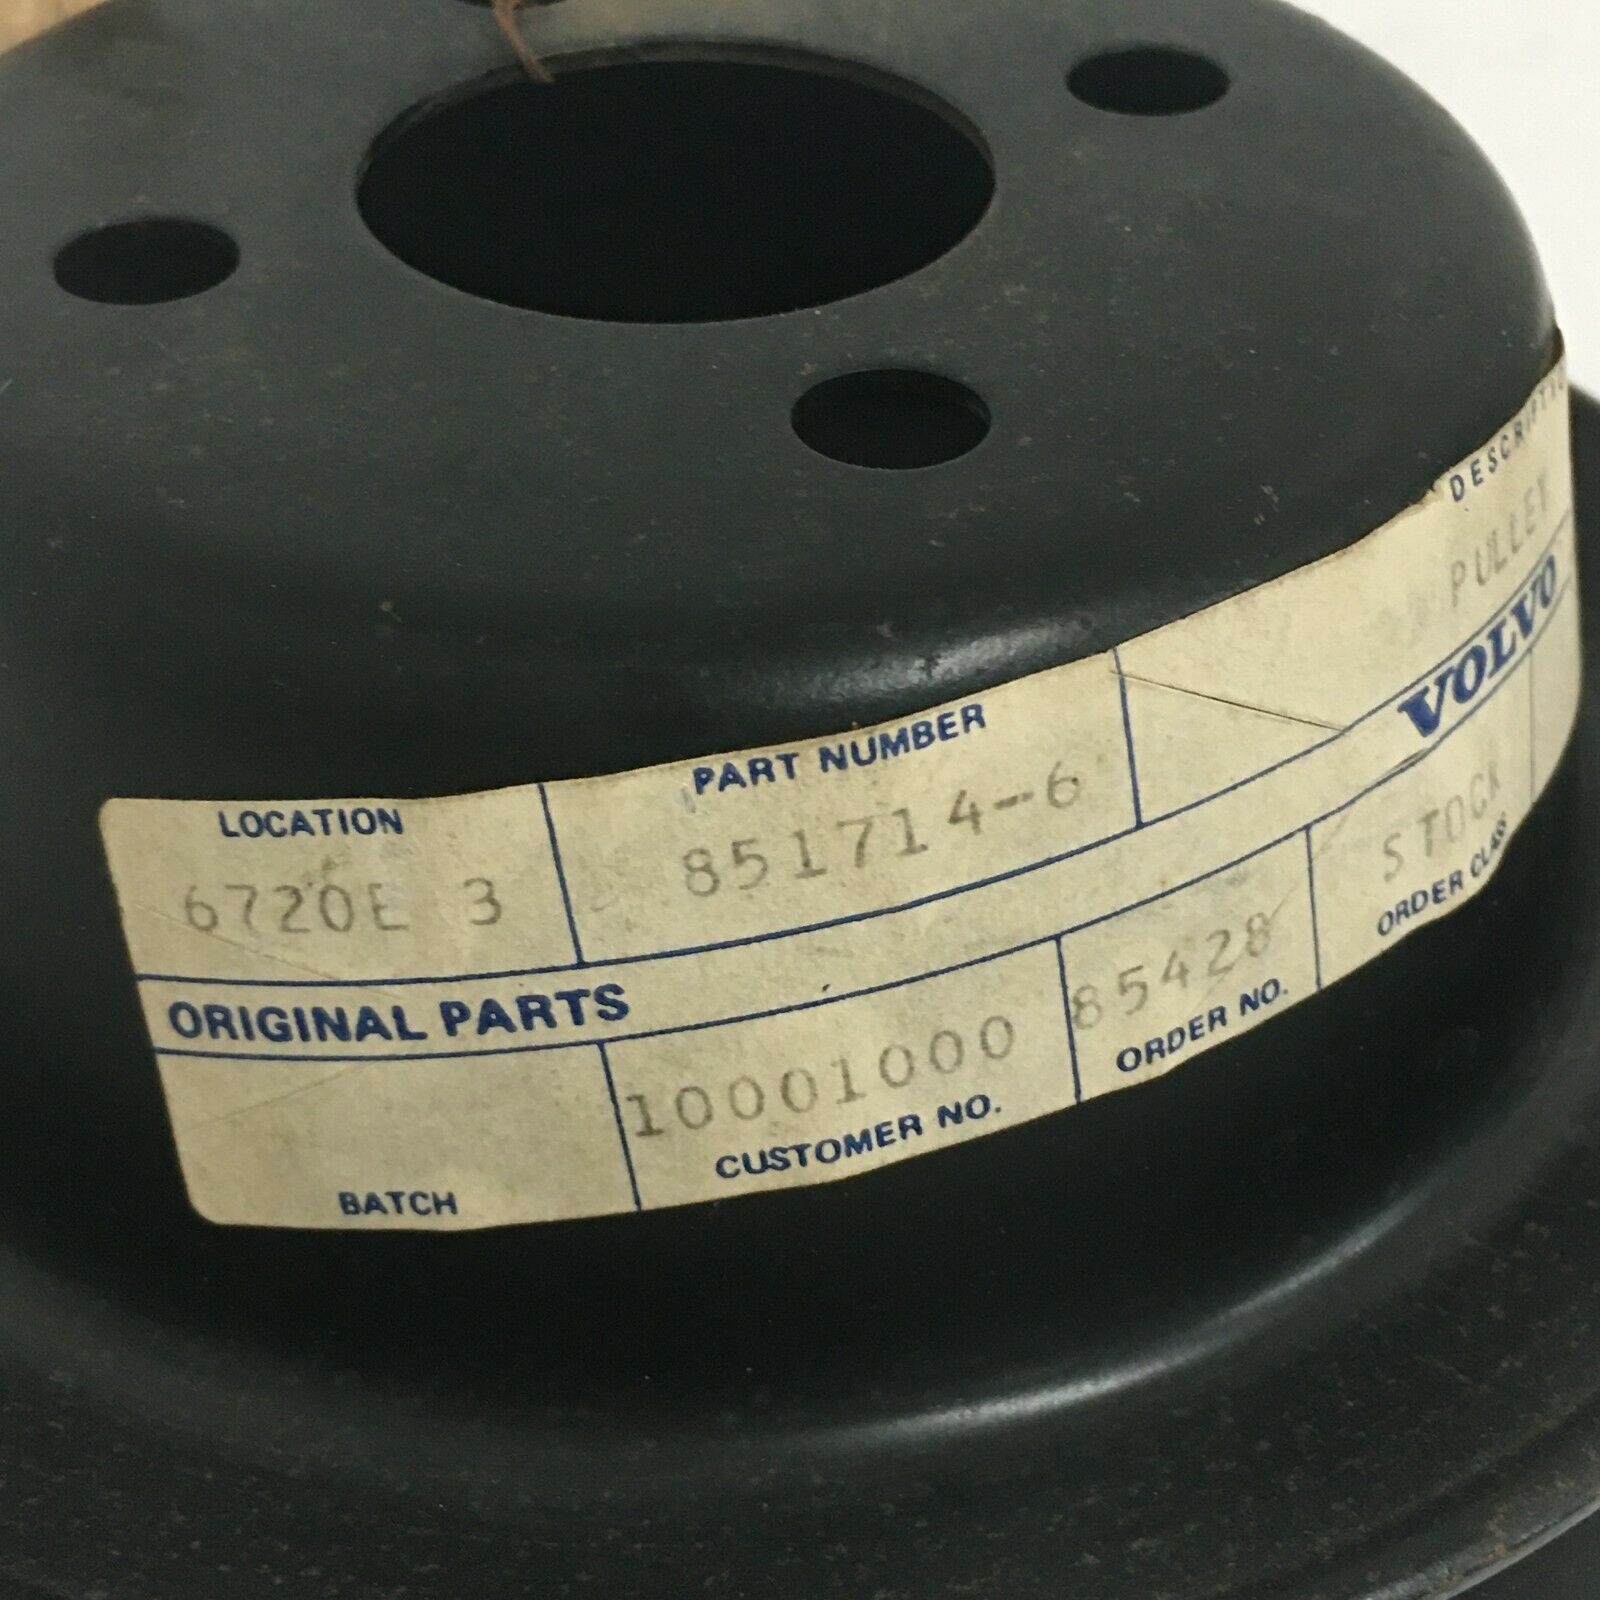 LOCATION
6720E 3
PART NUMBER
851714-6
PULLEY
ORIGINAL PARTS
VOLVO
BATCH
10001000
CUSTOMER NO.
85428
ORDER NO.
STOCK
ORDER CLASS